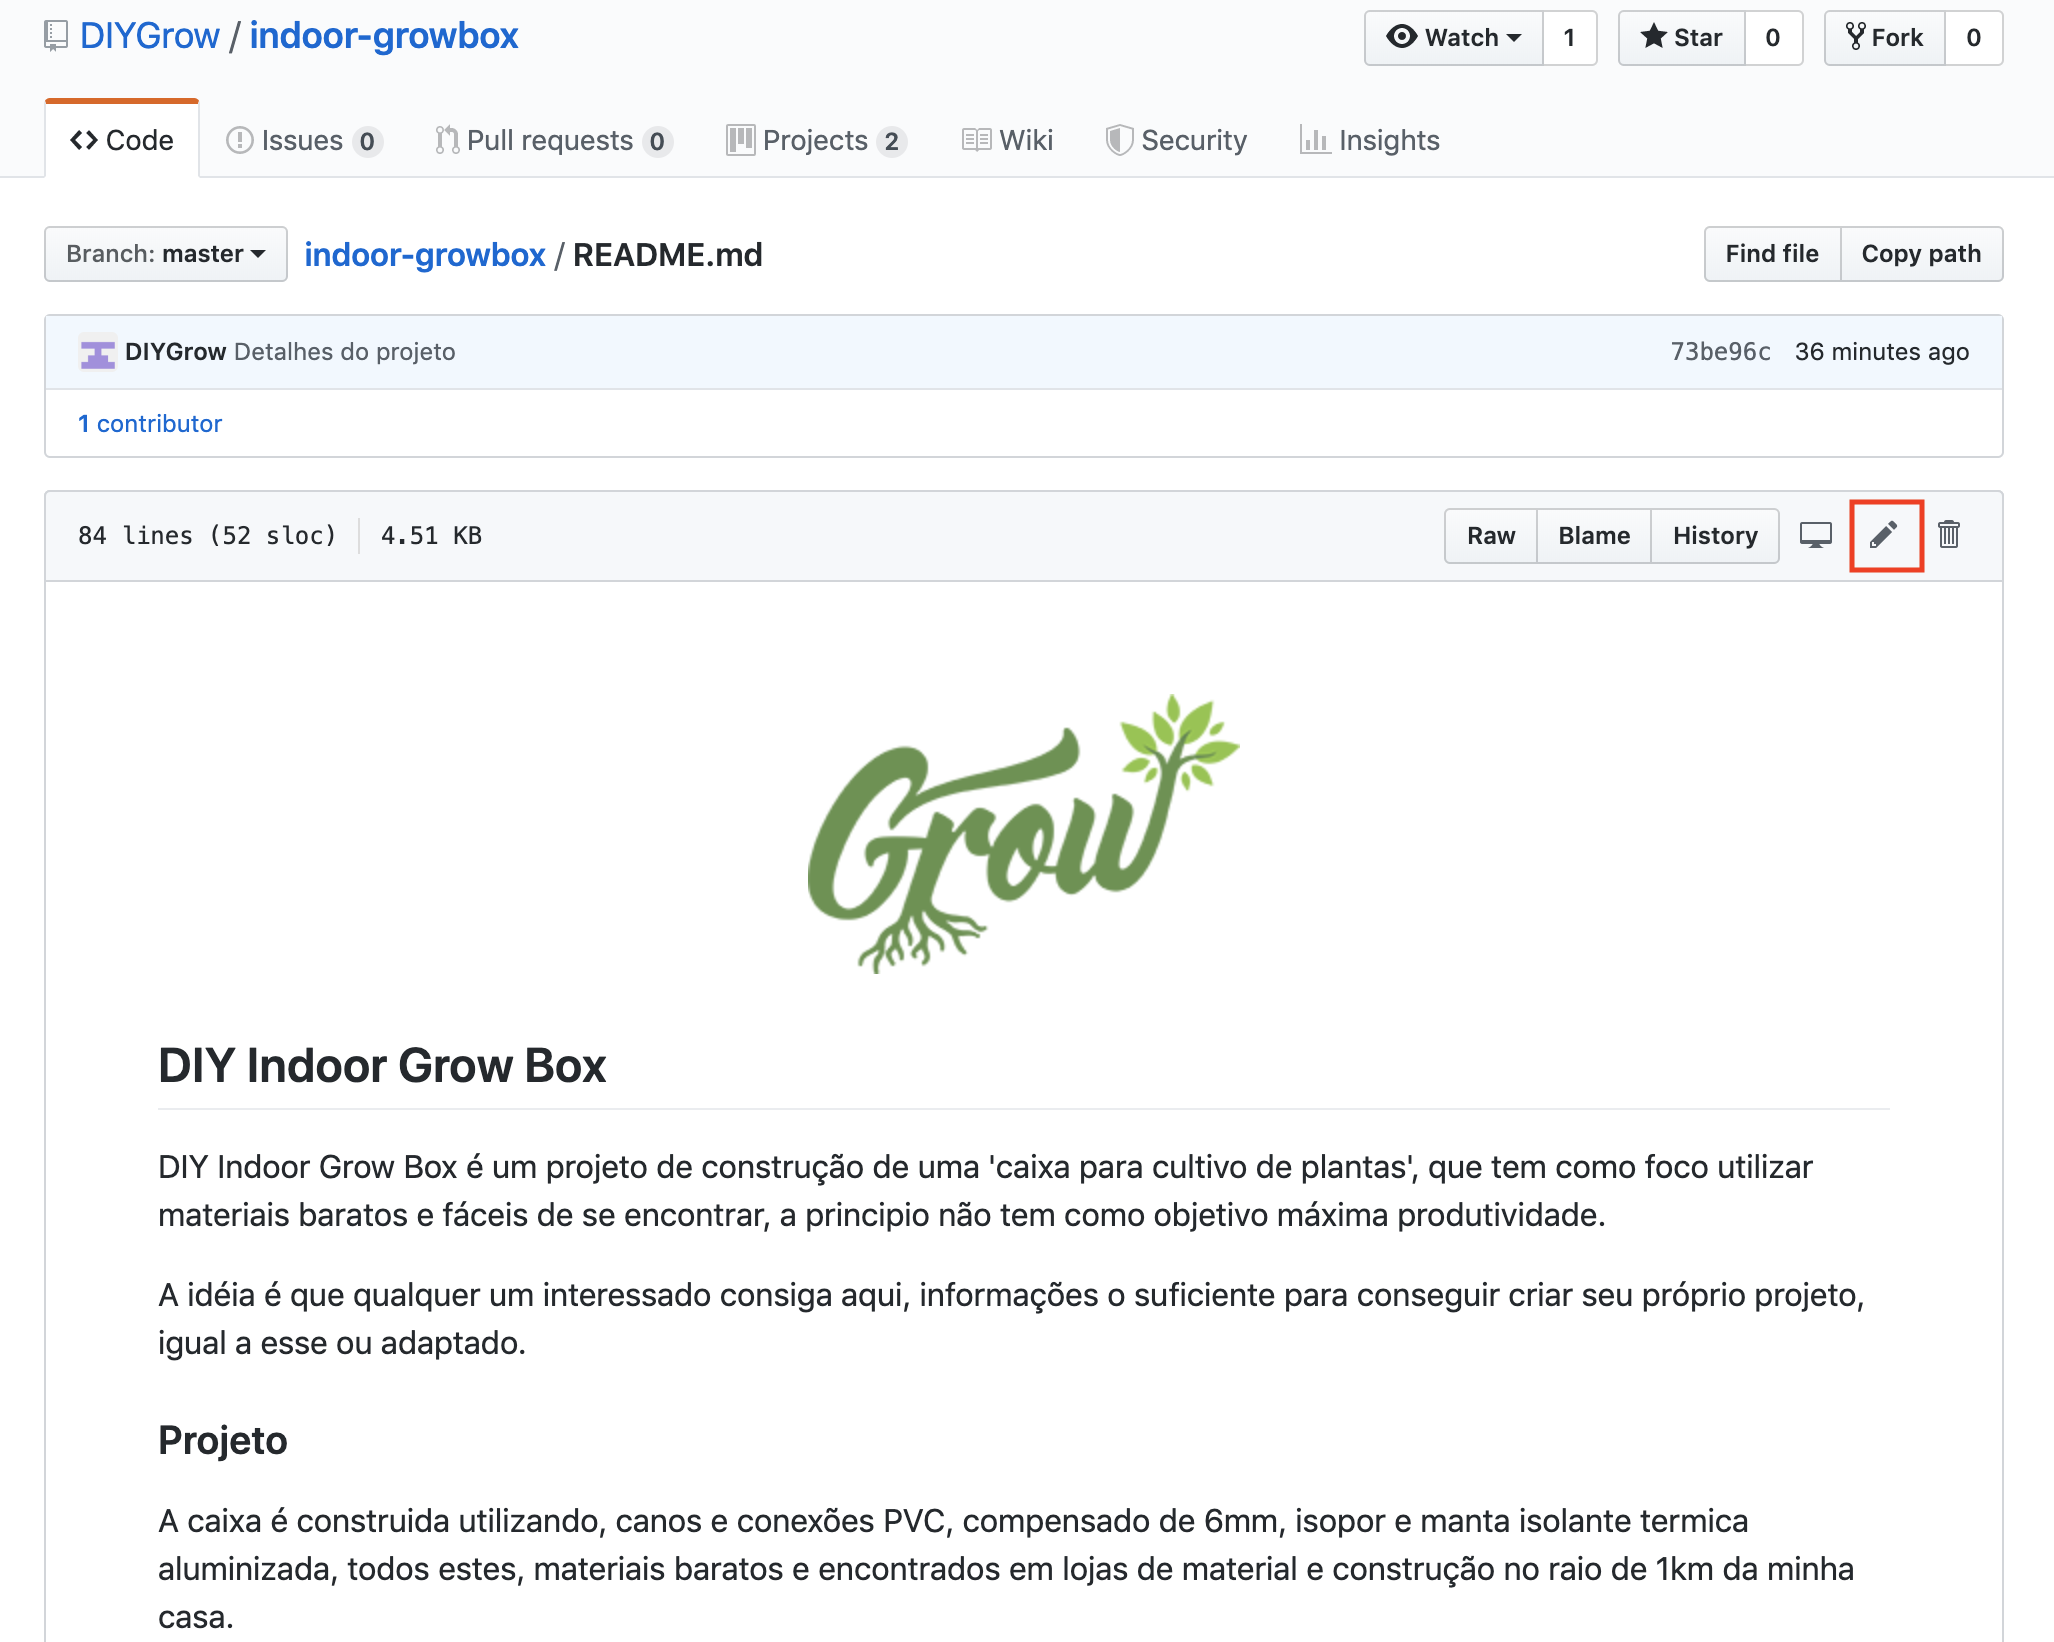 DIYGrow / indoor-growbox
Watch 1 Star 0 Fork 0
Code Issues 0 Pull requests 0 Projects 2 Wiki Security Insights
Branch: master indoor-growbox / README.md Find file Copy path
DIYGrow Detalhes do projeto 73be96c 36 minutes ago
1 contributor
84 lines (52 sloc) 4.51 KB Raw Blame History
Grow
DIY Indoor Grow Box
DIY Indoor Grow Box é um projeto de construção de uma 'caixa para cultivo de plantas', que tem como foco utilizar
materiais baratos e fáceis de se encontrar, a principio não tem como objetivo máxima produtividade.
A idéia é que qualquer um interessado consiga aqui, informações o suficiente para conseguir criar seu próprio projeto,
igual a esse ou adaptado.
Projeto
A caixa é construida utilizando, canos e conexões PVC, compensado de 6mm, isopor e manta isolante termica
aluminizada, todos estes, materiais baratos e encontrados em lojas de material e construção no raio de 1km da minha
casa.